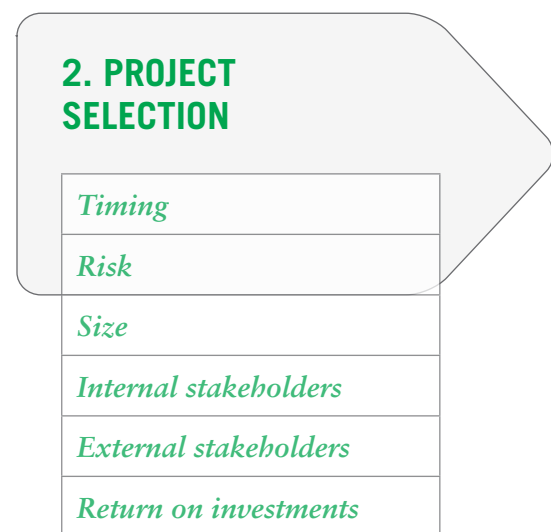 2. PROJECT
SELECTION
Timing
Risk
Size
Internal stakeholders
External stakeholders
Return on investments